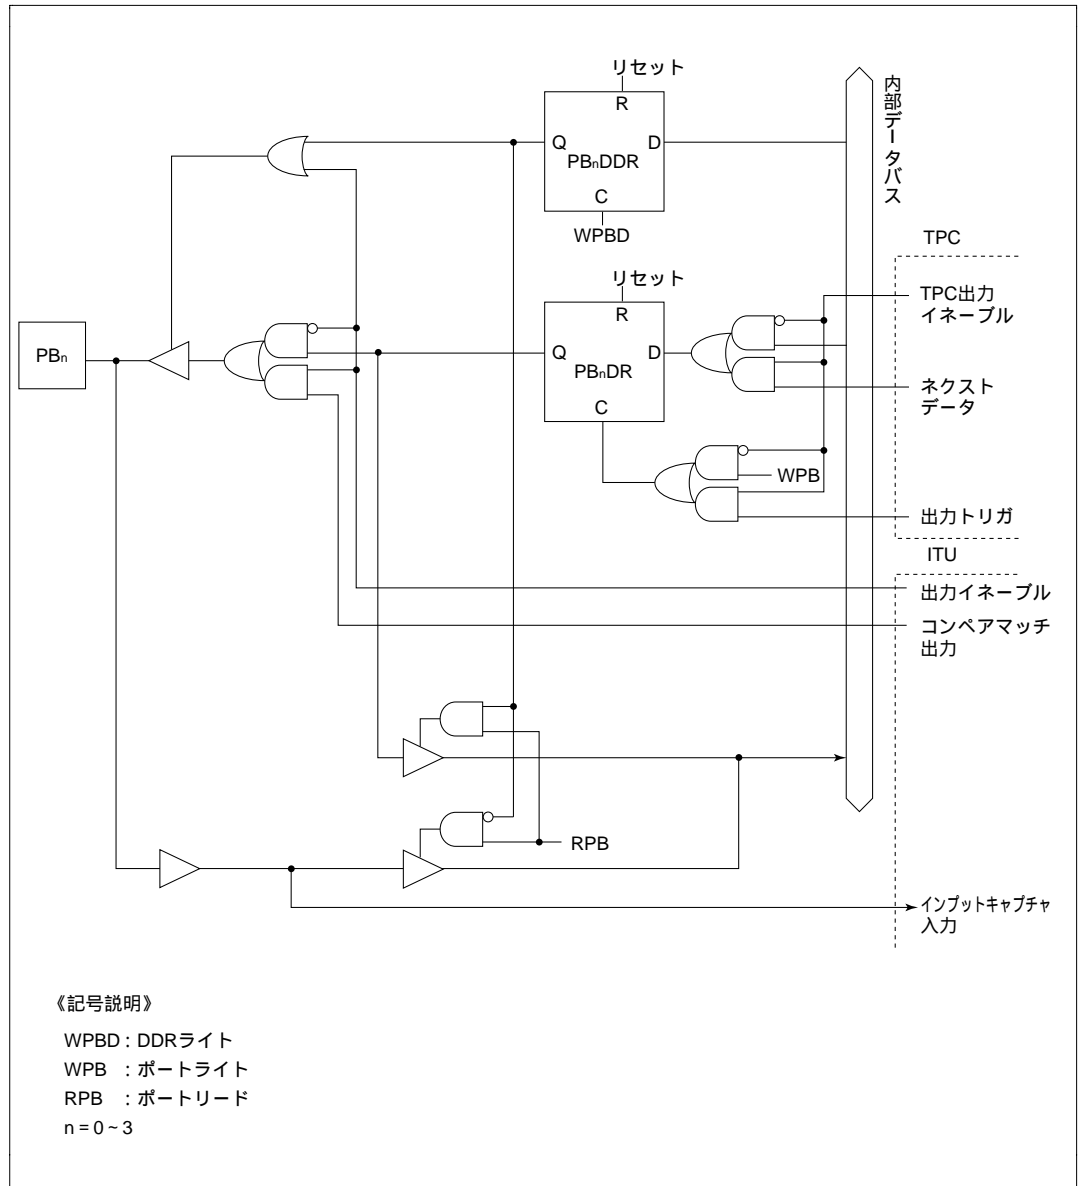 リセット
R
Q
D
PBnDDR
C
WPBD
内部データバス
TPC
リセット
R
Q
D
PBnDR
C
TPC出力
イネーブル
PBn
ネクスト
データ
WPB
出力トリガ
ITU
出力イネーブル
コンペアマッチ
出力
RPB
インプットキャプチャ
入力
《記号説明》
WPBD : DDRライト
WPB : ポートライト
RPB : ポートリード
n = 0 ~ 3